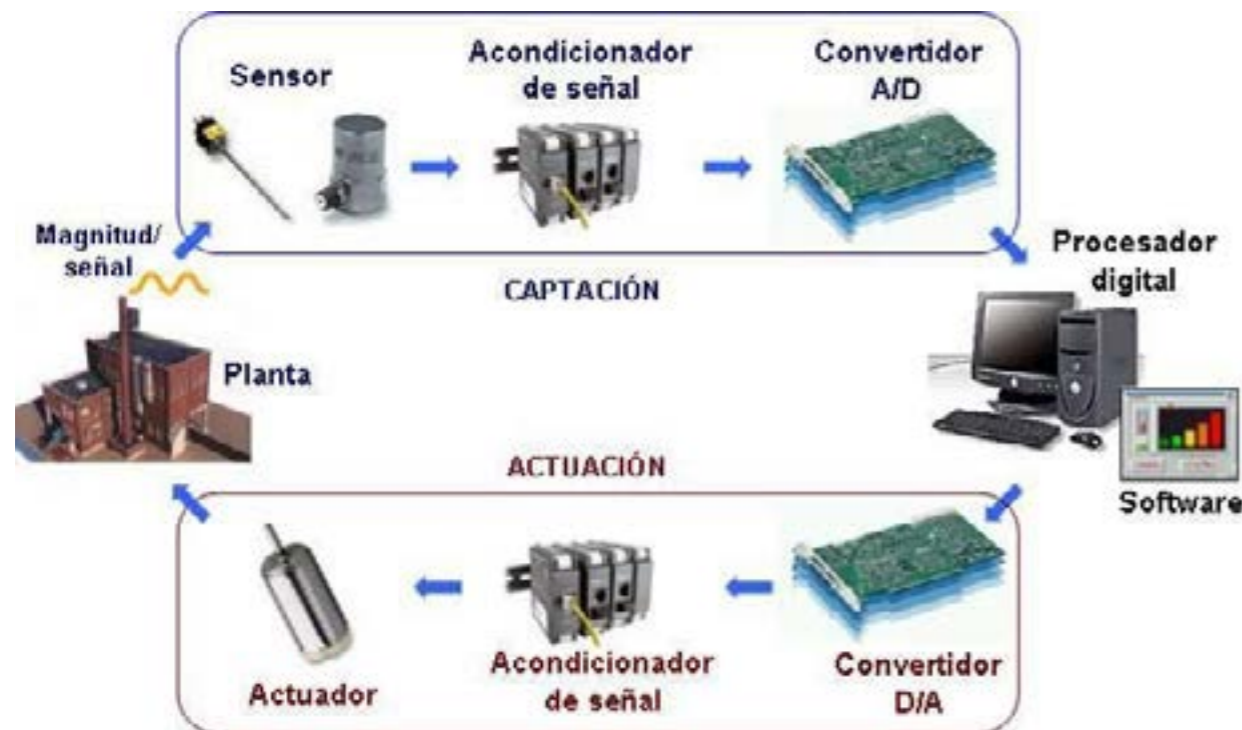 Sensor
Acondicionador
de señal
Convertidor
A/D
Magnitud/
señal
CAPTACIÓN
Procesador
digital
Planta
ACTUACIÓN
Software
Actuador
Acondicionador
de señal
Convertidor
D/A